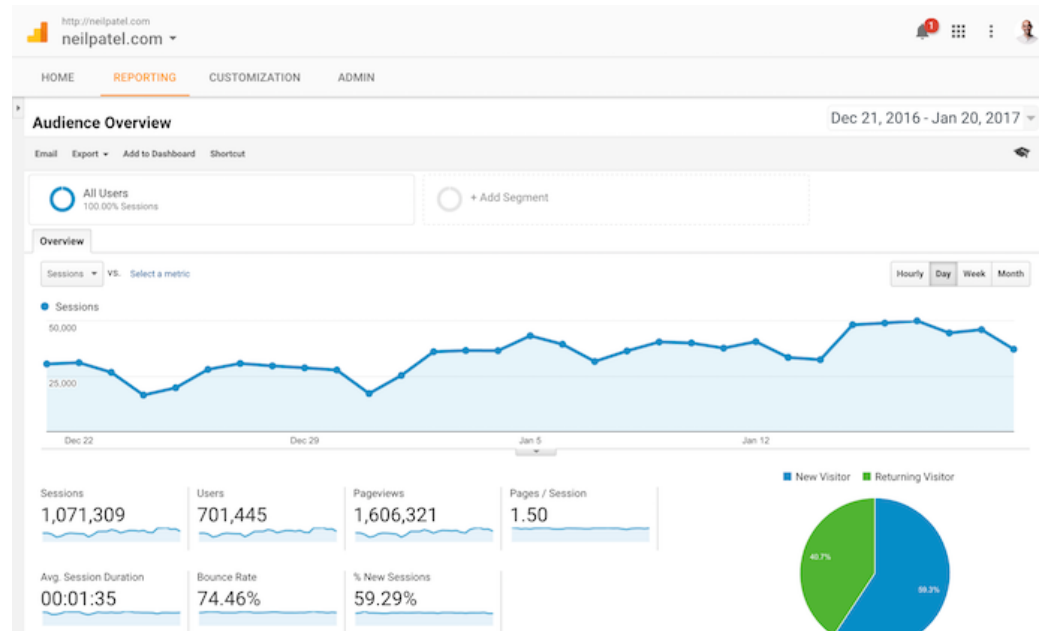 http://neilpatel.com
neilpatel.com
1
HOME REPORTING CUSTOMIZATION ADMIN
Audience Overview
Dec 21, 2016 - Jan 20, 2017
Email Export Add to Dashboard Shortcut
All Users
100.00% Sessions
+ Add Segment
Overview
Sessions VS. Select a metric
Hourly Day Week Month
Sessions
50,000
25,000
Dec 22 Dec 29 Jan 5 Jan 12
New Visitor Returning Visitor
Sessions Users Pageviews Pages / Session
1,071,309 701,445 1,606,321 1.50
40.7%
59.3%
Avg. Session Duration Bounce Rate % New Sessions
00:01:35 74.46% 59.29%